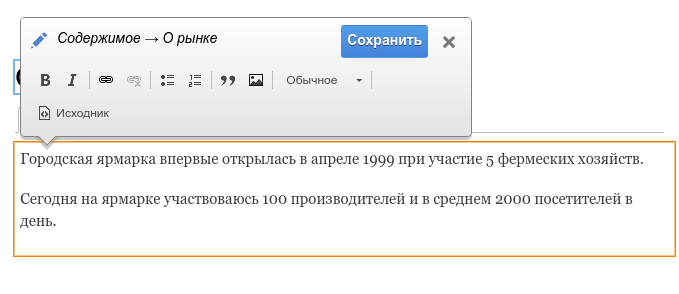 Содержимое → О рынке
Сохранить
B I
Обычное
Исходник
Городская ярмарка впервые открылась в апреле 1999 при участие 5 фермеских хозяйств.
Сегодня на ярмарке участвоваюсь 100 производителей и в среднем 2000 посетителей в
день.